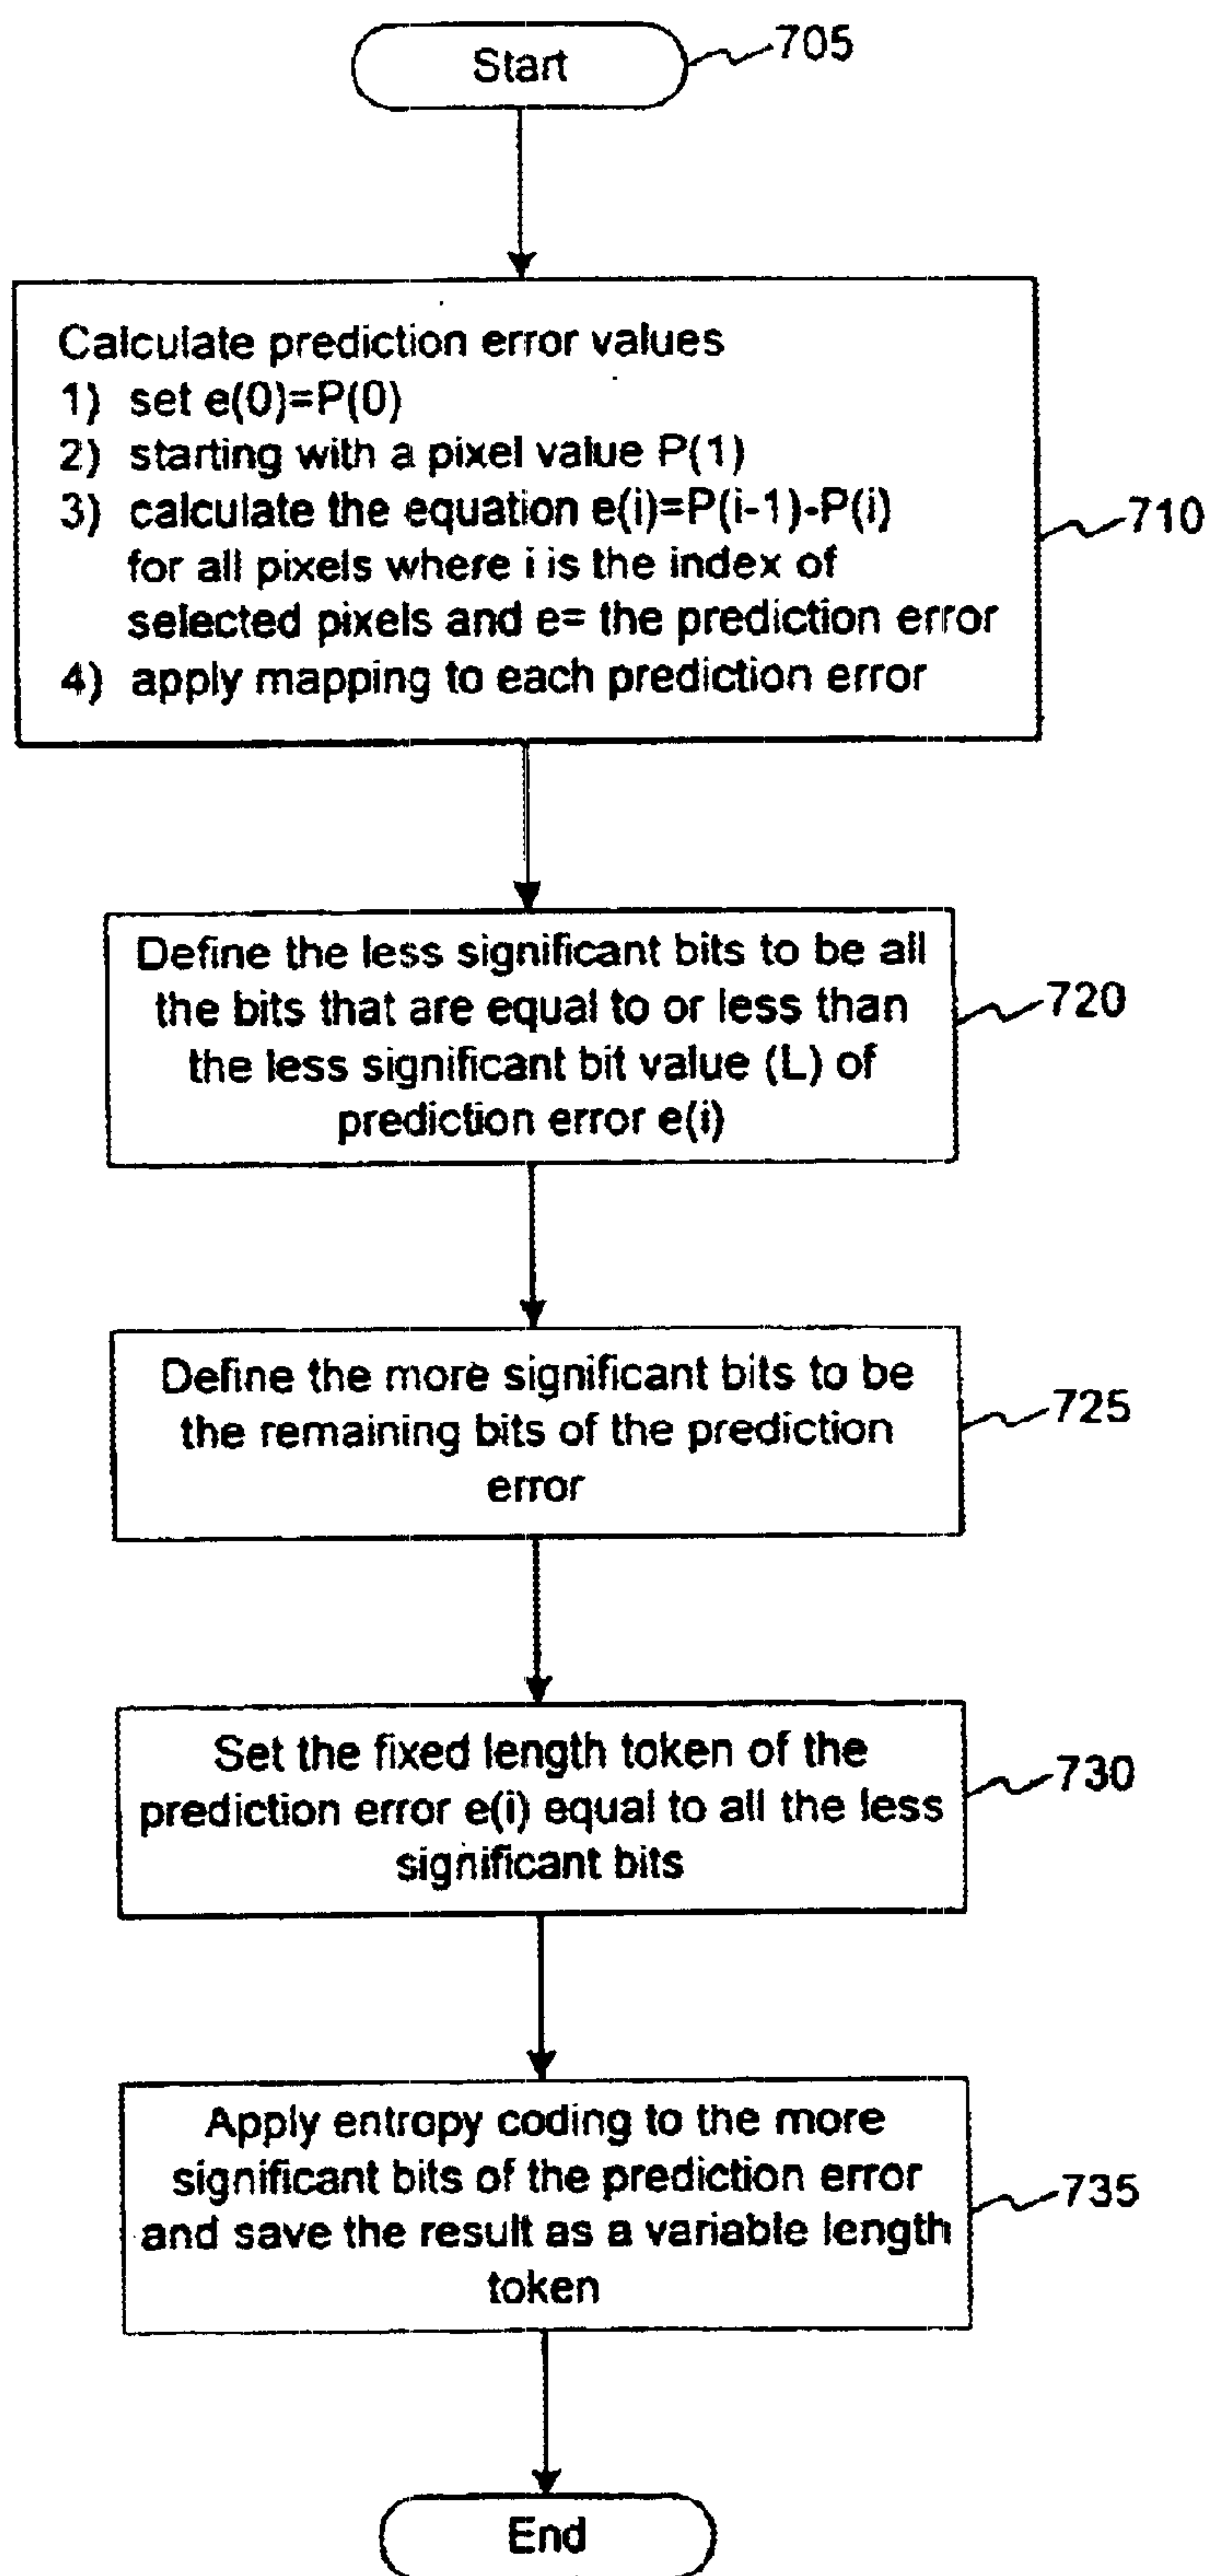 Start
705
Calculate prediction error values
1) set e(0)=P(0)
2) starting with a pixel value P(1)
3) calculate the equation e(i)=P(i-1)-P(i)
for all pixels where i is the index of
selected pixels and e= the prediction error
4) apply mapping to each prediction error
710
Define the less significant bits to be all
the bits that are equal to or less than
the less significant bit value (L) of
prediction error e(i)
720
Define the more significant bits to be
the remaining bits of the prediction
error
725
Set the fixed length token of the
prediction error e(i) equal to all the less
significant bits
730
Apply entropy coding to the more
significant bits of the prediction error
and save the result as a variable length
token
735
End